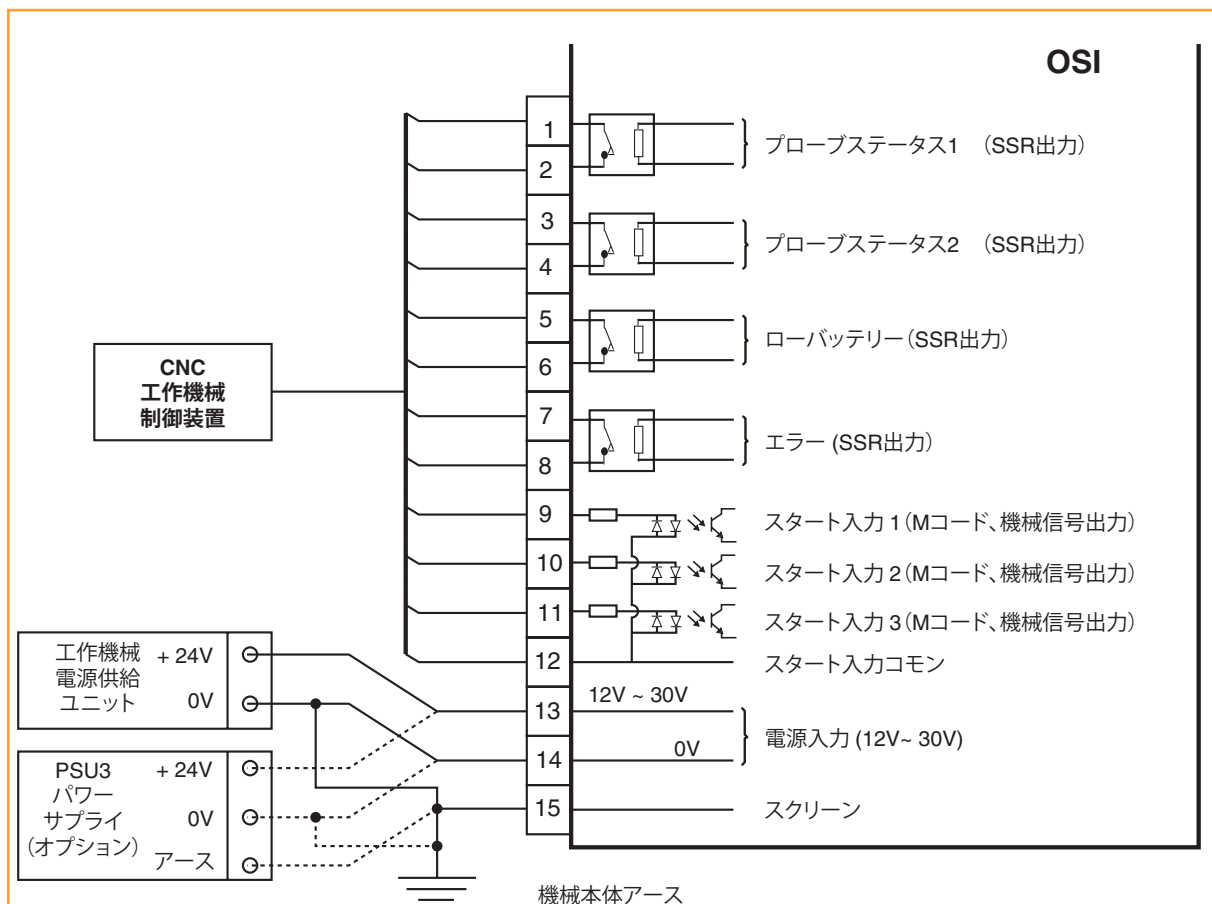 OSI
1
プローブステータス1 (SSR出力)
2
3
プローブステータス2 (SSR出力)
4
5
ローバッテリー(SSR出力)
6
CNC
工作機械
制御装置
7
エラー (SSR出力)
8
9
スタート入力 1(Mコード、機械信号出力)
10
スタート入力 2(Mコード、機械信号出力)
11
スタート入力 3(Mコード、機械信号出力)
12
スタート入力コモン
工作機械
電源供給
ユニット
+ 24V
0V
13
12V ~ 30V
電源入力 (12V~ 30V)
14
0V
PSU3
パワー
サプライ
(オプション)
+ 24V
0V
アース
15
スクリーン
機械本体アース